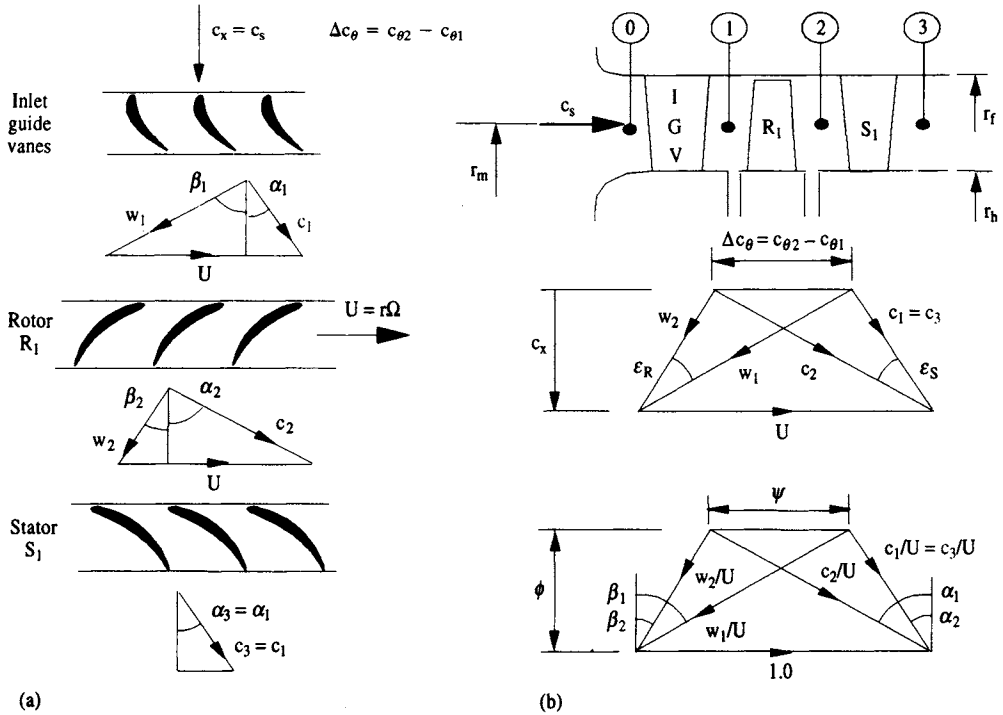 c_x = c_s
Δc_θ = c_θ2 − c_θ1
Inlet
guide
vanes
β_1
α_1
w_1
c_1
U
Rotor
R_1
U = rΩ
β_2
α_2
w_2
c_2
U
Stator
S_1
α_3 = α_1
c_3 = c_1
(a)
0
1
2
3
c_s
I
G
V
R_1
S_1
r_f
r_m
r_h
Δc_θ = c_θ2 − c_θ1
w_2
c_1 = c_3
c_x
ε_R
w_1
c_2
ε_S
U
ψ
c_1/U = c_3/U
w_2/U
c_2/U
ϕ
β_1
α_1
β_2
α_2
w_1/U
1.0
(b)